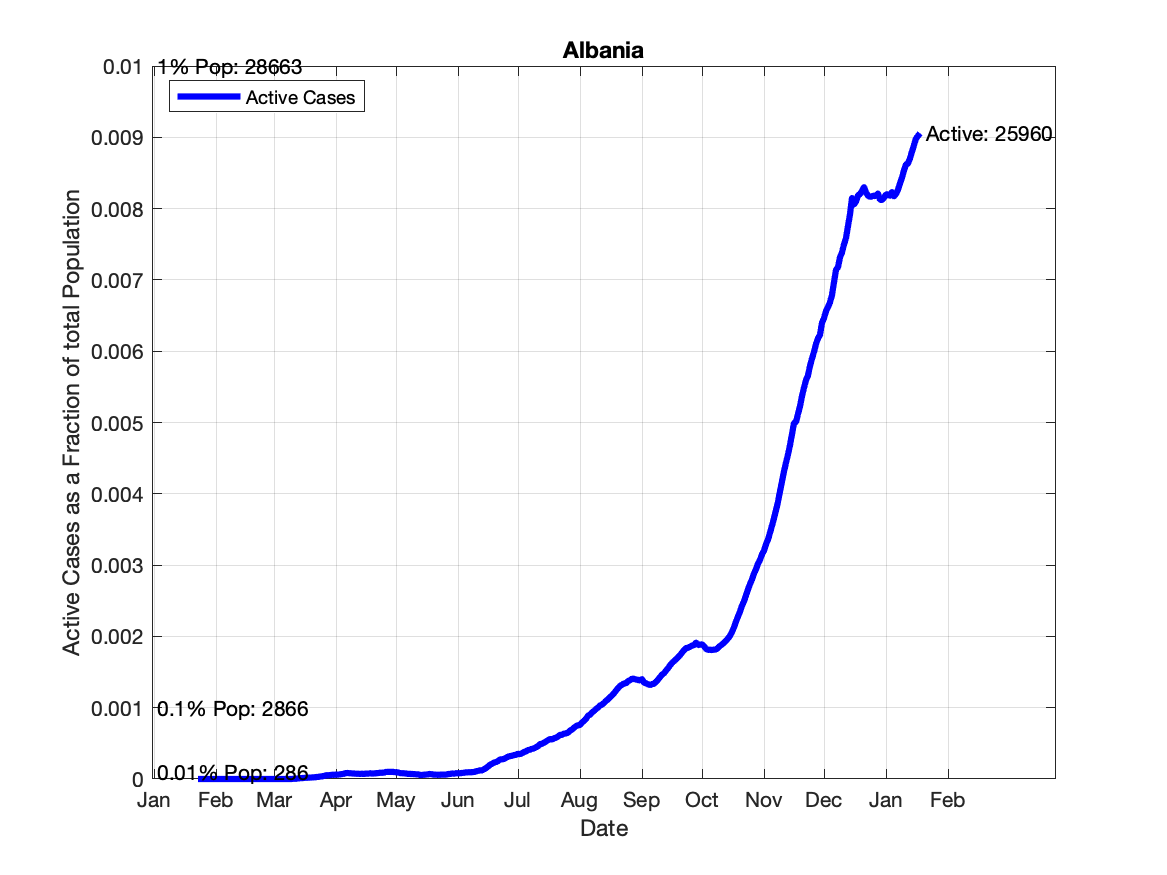 Albania
1% Pop: 28663
Active Cases
Active: 25960
0.1% Pop: 2866
0.01% Pop: 286
Active Cases as a Fraction of total Population
0.01
0.009
0.008
0.007
0.006
0.005
0.004
0.003
0.002
0.001
0
Jan Feb Mar Apr May Jun Jul Aug Sep Oct Nov Dec Jan Feb
Date